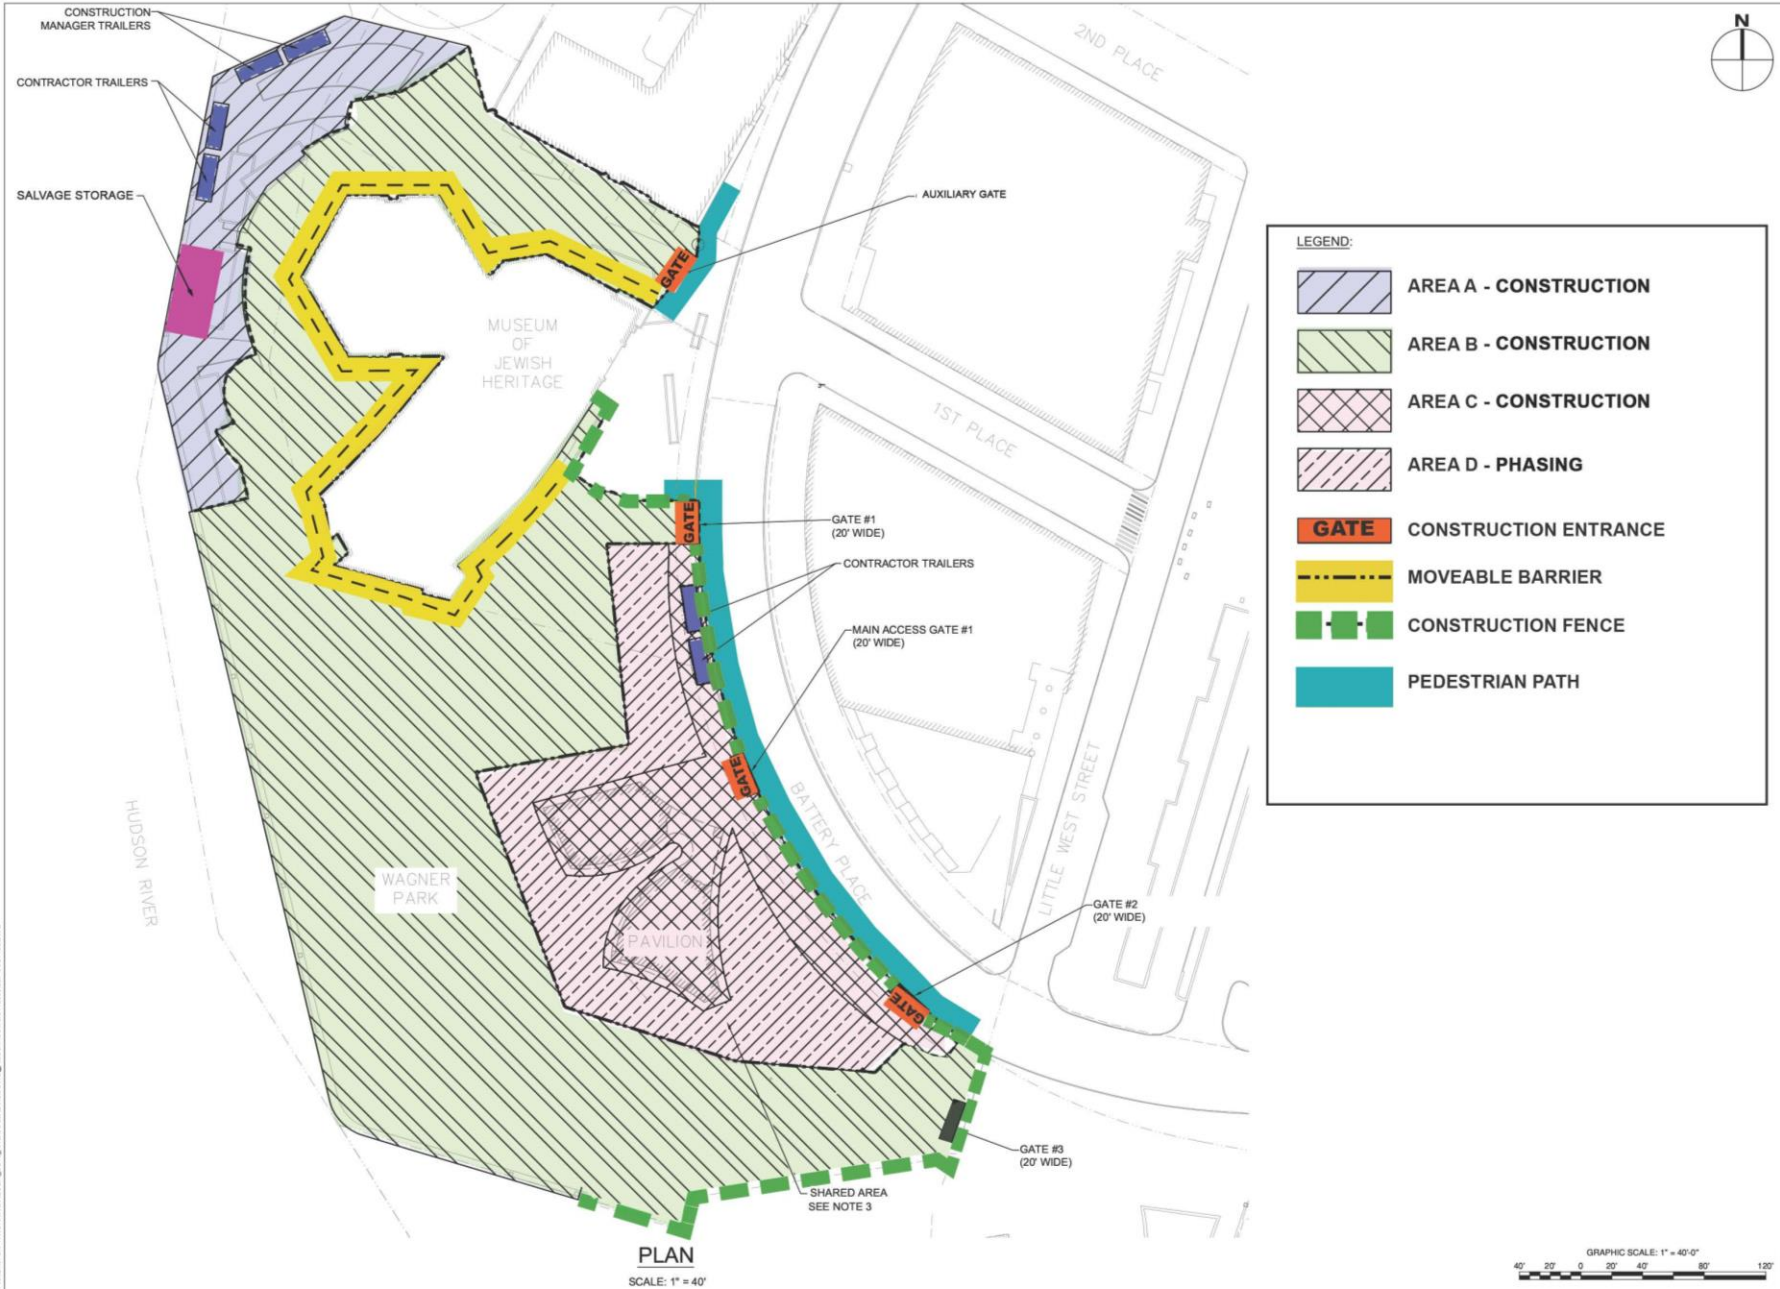 CONSTRUCTION
MANAGER TRAILERS
CONTRACTOR TRAILERS
SALVAGE STORAGE
2ND PLACE
N
AUXILIARY GATE
GATE
MUSEUM
OF
JEWISH
HERITAGE
1ST PLACE
GATE
GATE #1
(20' WIDE)
CONTRACTOR TRAILERS
MAIN ACCESS GATE #1
(20' WIDE)
GATE
BATTERY PLACE
LITTLE WEST STREET
HUDSON RIVER
WAGNER
PARK
PAVILION
GATE #2
(20' WIDE)
GATE
GATE #3
(20' WIDE)
SHARED AREA
SEE NOTE 3
PLAN
SCALE: 1" = 40'
LEGEND:
AREA A - CONSTRUCTION
AREA B - CONSTRUCTION
AREA C - CONSTRUCTION
AREA D - PHASING
GATE CONSTRUCTION ENTRANCE
MOVEABLE BARRIER
CONSTRUCTION FENCE
PEDESTRIAN PATH
GRAPHIC SCALE: 1" = 40'-0"
40' 20' 0 20' 40' 80' 120'